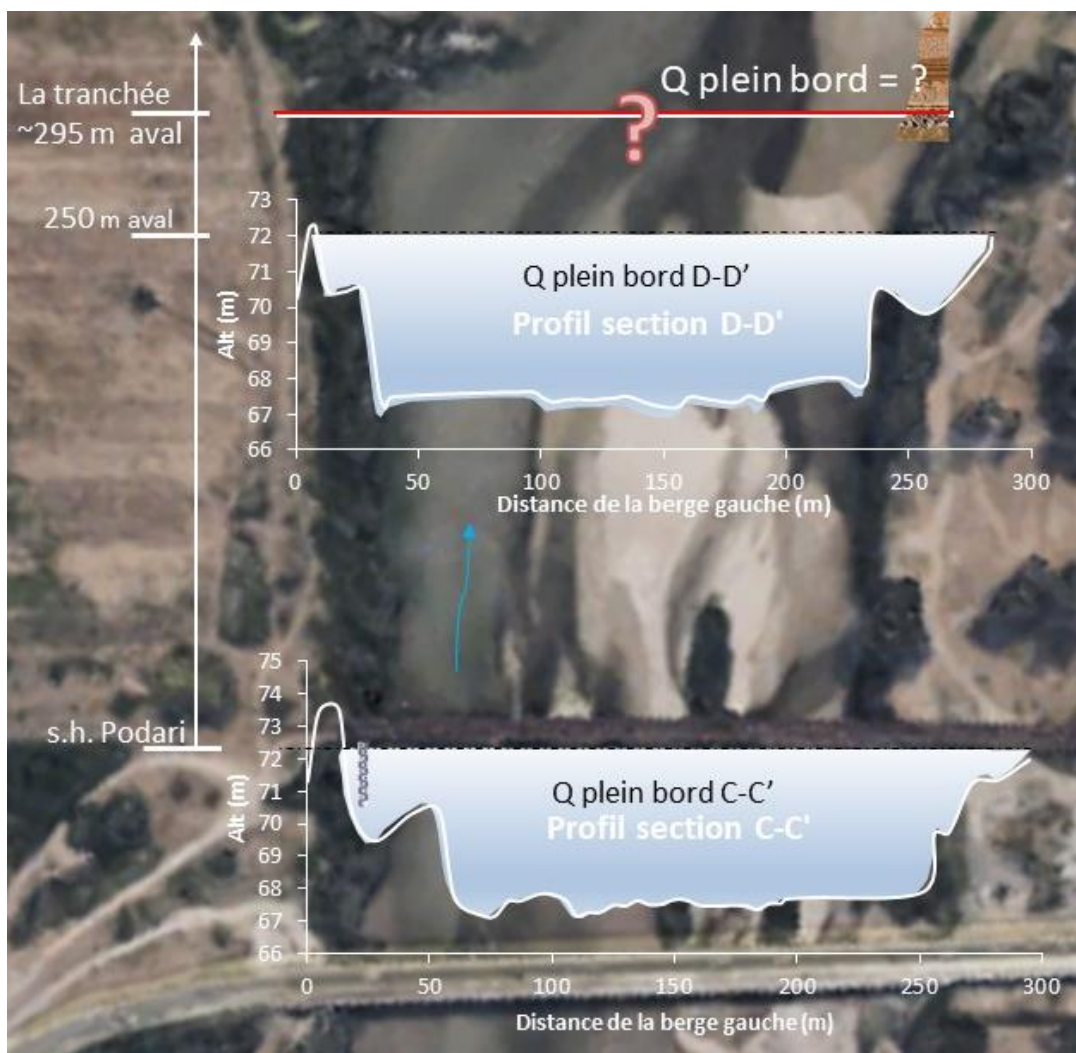 Q plein bord = ?
La tranchée
~295 m aval
?
250 m aval
73
72
71
70
69
68
67
66
Alt (m)
Q plein bord D-D’
Profil section D-D'
0 50 100 150 200 250 300
Distance de la berge gauche (m)
s.h. Podari
75
74
73
72
71
70
69
68
67
66
Alt (m)
Q plein bord C-C’
Profil section C-C'
0 50 100 150 200 250 300
Distance de la berge gauche (m)